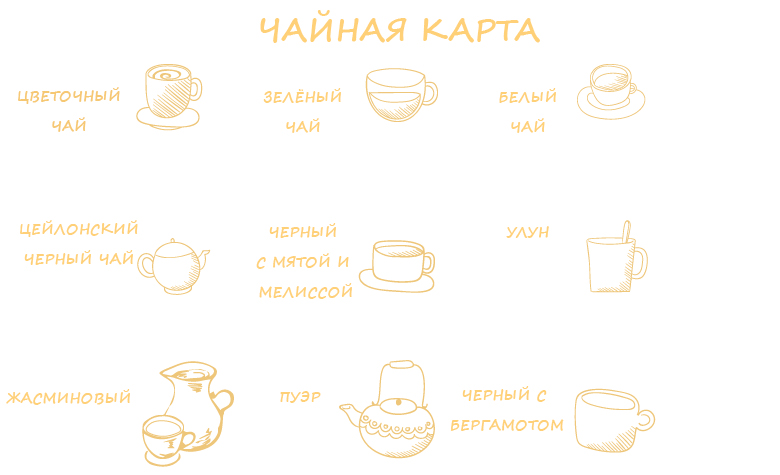 ЧАЙНАЯ КАРТА
ЦВЕТОЧНЫЙ
ЧАЙ
ЗЕЛЁНЫЙ
ЧАЙ
БЕЛЫЙ
ЧАЙ
ЦЕЙЛОНСКИЙ
ЧЕРНЫЙ ЧАЙ
ЧЕРНЫЙ
С МЯТОЙ И
МЕЛИССОЙ
УЛУН
ЖАСМИНОВЫЙ
ПУЭР
ЧЕРНЫЙ С
БЕРГАМОТОМ